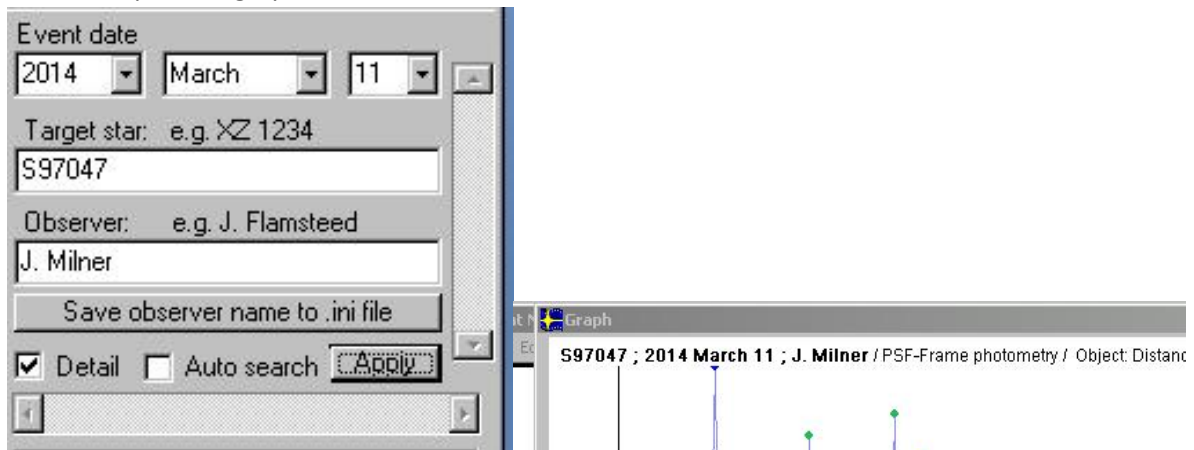 Event date
2014 March 11
Target star: e.g. XZ 1234
S97047
Observer: e.g. J. Flamsteed
J. Milner
Save observer name to .ini file
Detail Auto search Apply
Graph
S97047 ; 2014 March 11 ; J. Milner / PSF-Frame photometry / Object: Distanc